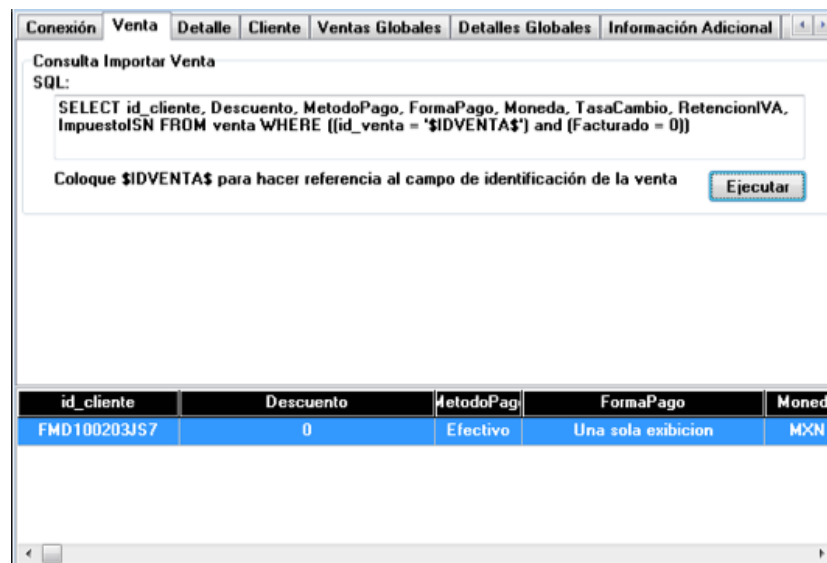 Conexión Venta Detalle Cliente Ventas Globales Detalles Globales Información Adicional
Consulta Importar Venta
SQL:
SELECT id_cliente, Descuento, MetodoPago, FormaPago, Moneda, TasaCambio, RetencionIVA,
ImpuestoISN FROM venta WHERE ((id_venta = '$IDVENTA$') and (Facturado = 0))
Coloque $IDVENTA$ para hacer referencia al campo de identificación de la venta Ejecutar
id_cliente Descuento MetodoPag FormaPago Moned
FMD100203JS7 0 Efectivo Una sola exibicion MXN